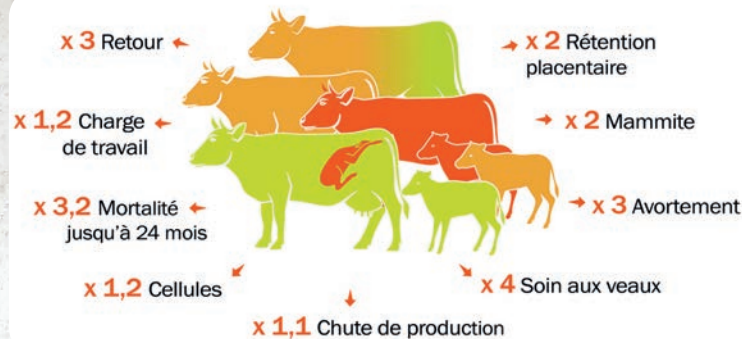 x 3 Retour
x 2 Rétention
placentaire
x 1,2 Charge
de travail
x 2 Mammite
x 3,2 Mortalité
jusqu'à 24 mois
x 3 Avortement
x 1,2 Cellules
x 4 Soin aux veaux
x 1,1 Chute de production